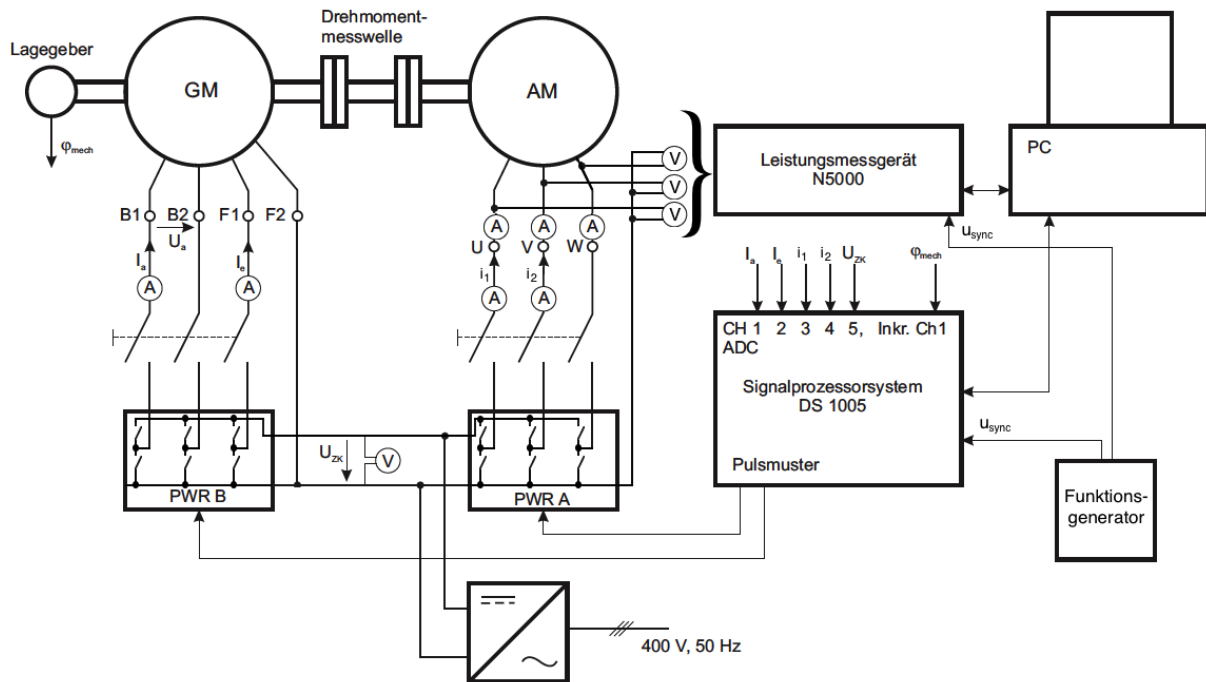 Drehmoment-
messwelle
Lagegeber
GM
AM
φmech
V
V
V
Leistungsmessgerät
N5000
PC
B1 B2 F1 F2
Ua
Ia
Ie
A
A
A
A
A
U V W
i1
i2
A
A
usync
Ia Ie i1 i2 UZK φmech
CH 1 2 3 4 5, Inkr. Ch1
ADC
Signalprozessorsystem
DS 1005
usync
Pulsmuster
UZK
V
PWR B
PWR A
Funktions-
generator
400 V, 50 Hz